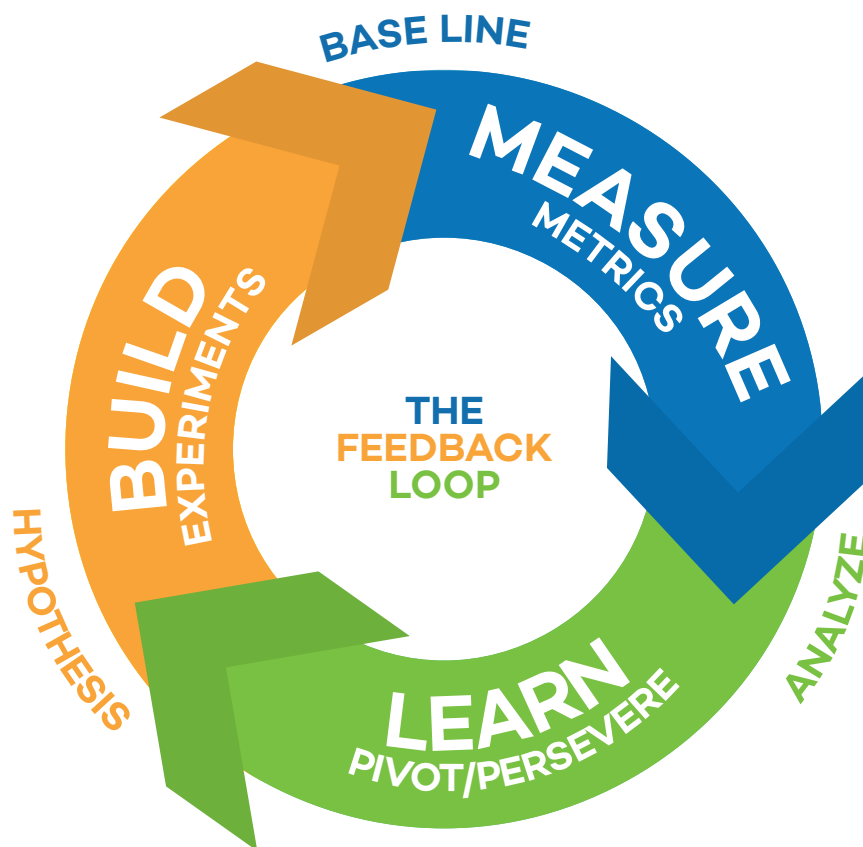 BASE LINE
MEASURE
METRICS
BUILD
EXPERIMENTS
THE
FEEDBACK
LOOP
HYPOTHESIS
ANALYZE
LEARN
PIVOT/PERSEVERE